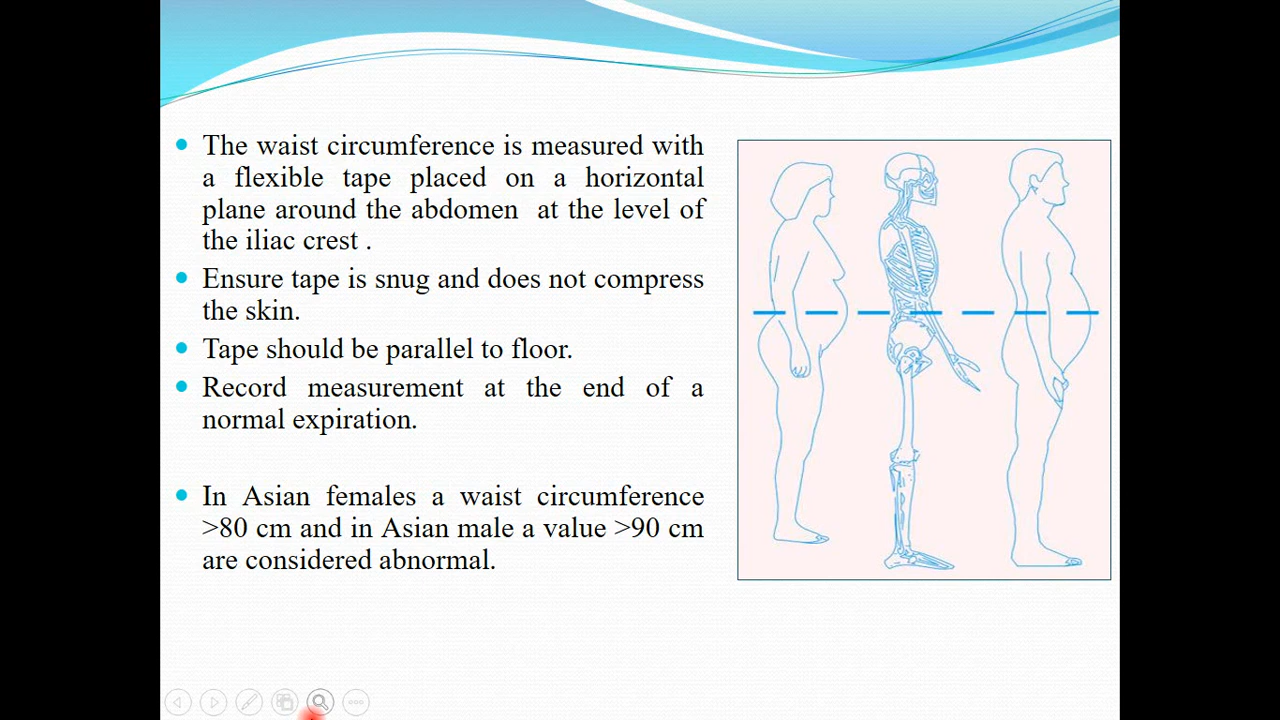 The waist circumference is measured with
a flexible tape placed on a horizontal
plane around the abdomen at the level of
the iliac crest .
Ensure tape is snug and does not compress
the skin.
Tape should be parallel to floor.
Record measurement at the end of a
normal expiration.
In Asian females a waist circumference
>80 cm and in Asian male a value >90 cm
are considered abnormal.